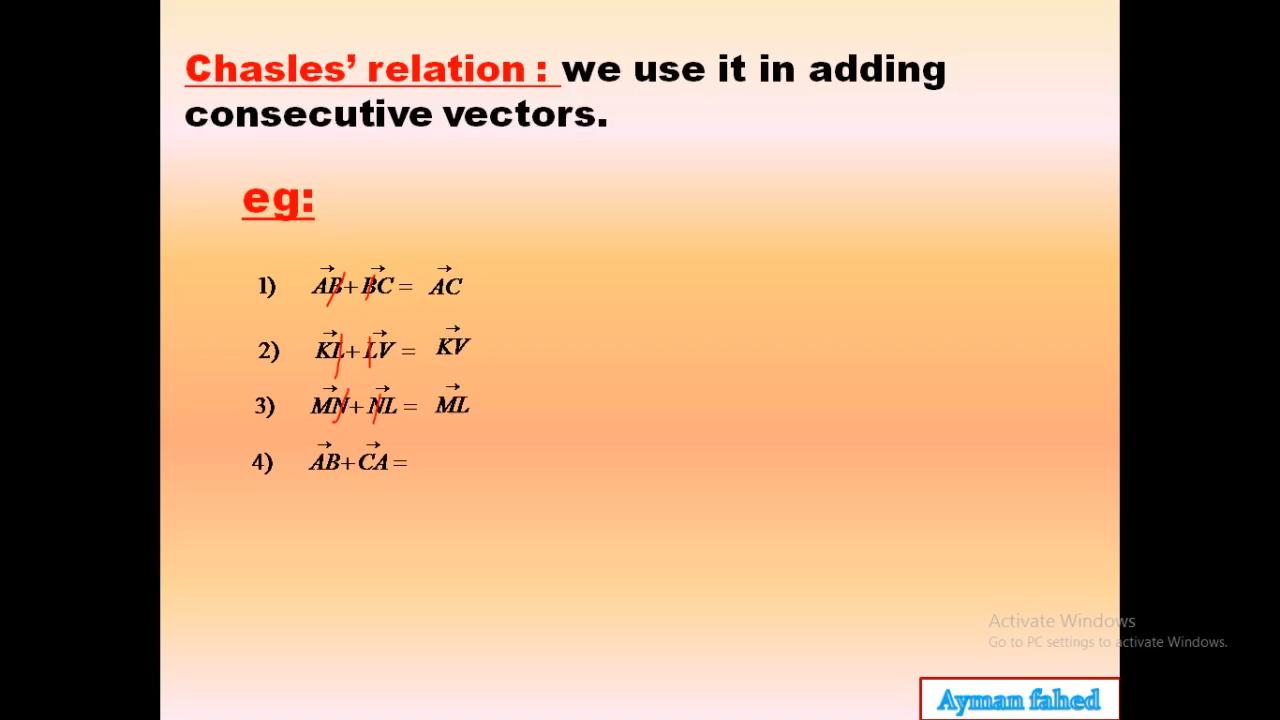 Chasles’ relation : we use it in adding
consecutive vectors.
eg:
1) AB⃗ + BC⃗ = AC⃗
2) KL⃗ + LV⃗ = KV⃗
3) MN⃗ + NL⃗ = ML⃗
4) AB⃗ + CA⃗ =
Activate Windows
Go to PC settings to activate Windows.
Ayman fahed